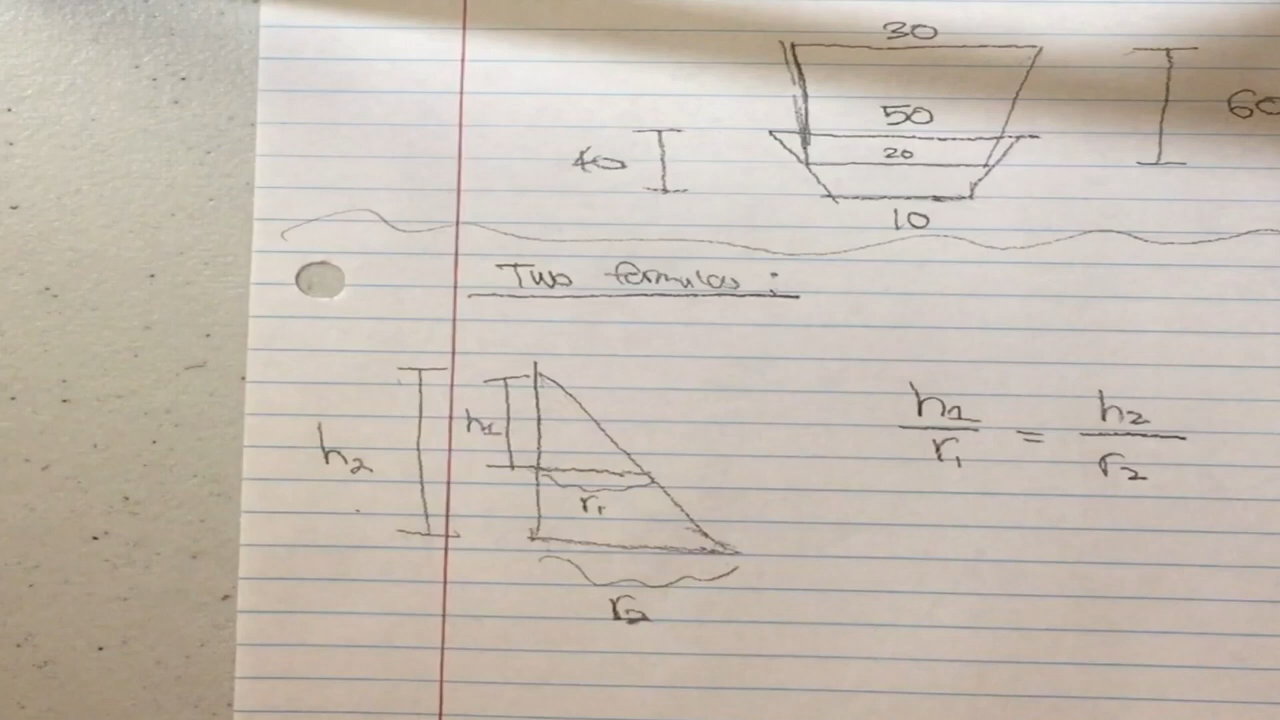 30
50
60
40
20
10
Two formulas:
h1/r1 = h2/r2
h1
h2
r1
r2